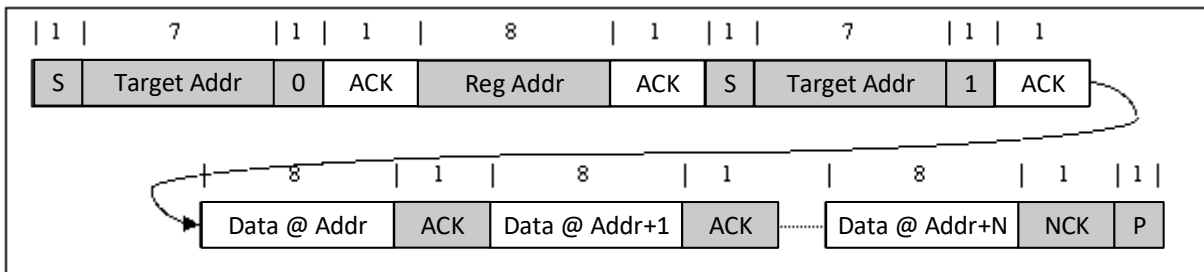 | 1 | 7 | 1 | 1 | 8 | 1 | 1 | 7 | 1 | 1
S Target Addr 0 ACK Reg Addr ACK S Target Addr 1 ACK
8 | 1 | 8 | 1 | 8 | 1 | 1 |
Data @ Addr ACK Data @ Addr+1 ACK Data @ Addr+N NCK P